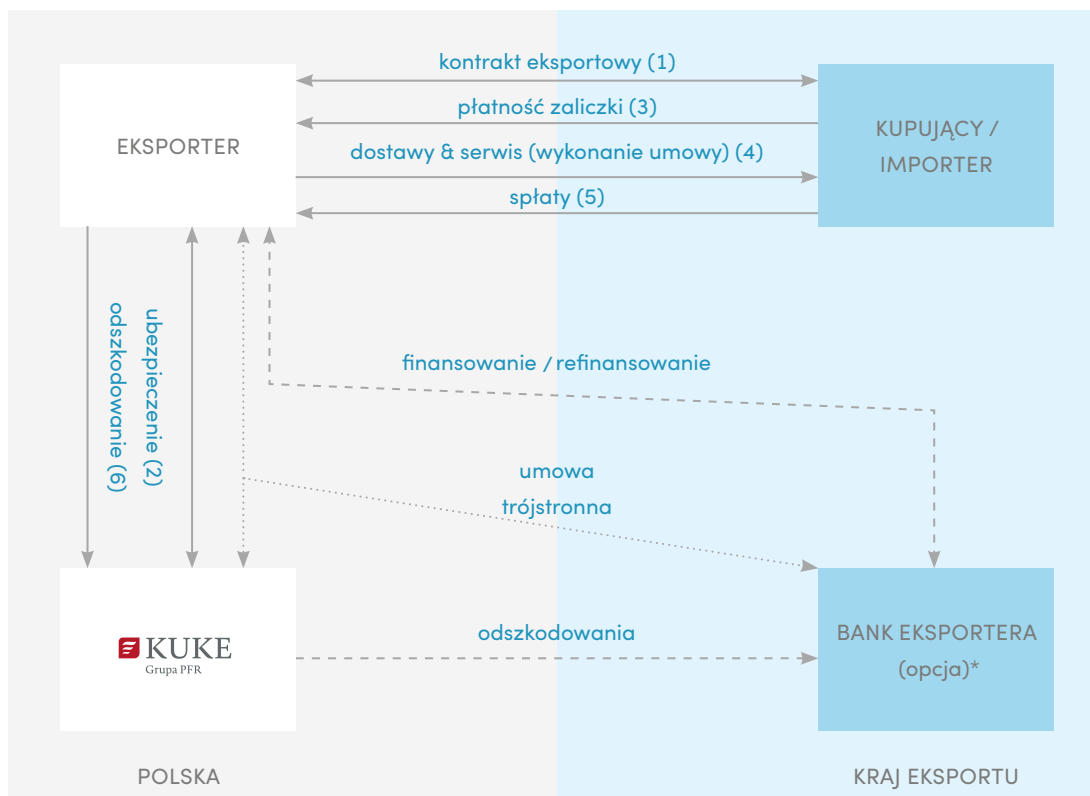 kontrakt eksportowy (1)
płatność zaliczki (3)
EKSPORTER
KUPUJĄCY /
IMPORTER
dostawy & serwis (wykonanie umowy) (4)
spłaty (5)
odszkodowanie (6)
ubezpieczenie (2)
finansowanie / refinansowanie
umowa
trójstronna
KUKE
Grupa PFR
odszkodowania
BANK EKSPORTERA
(opcja)*
POLSKA
KRAJ EKSPORTU